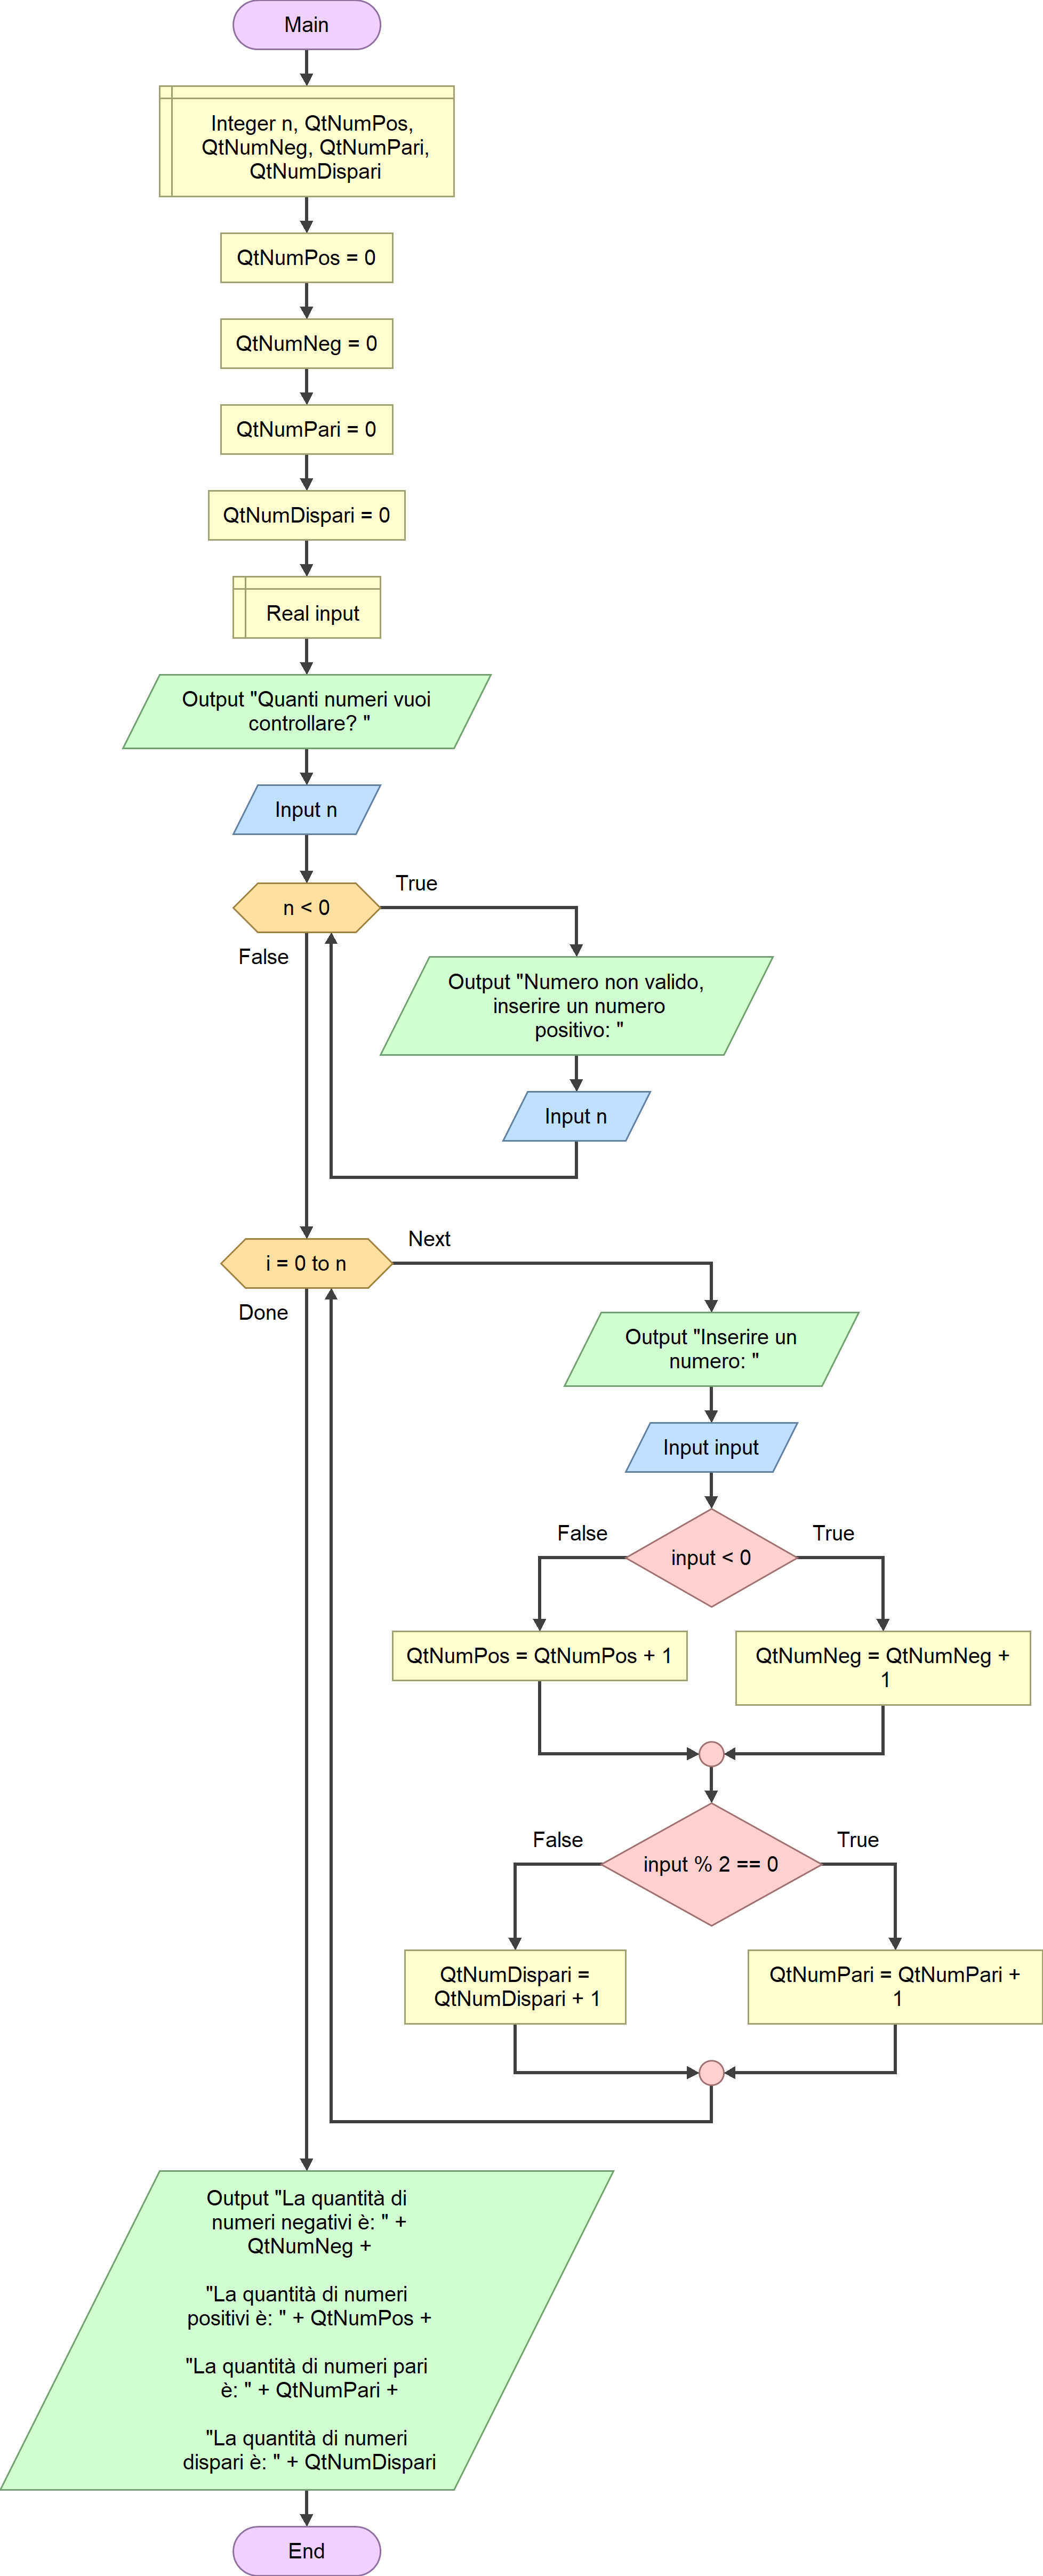 Main
Integer n, QtNumPos,
QtNumNeg, QtNumPari,
QtNumDispari
QtNumPos = 0
QtNumNeg = 0
QtNumPari = 0
QtNumDispari = 0
Real input
Output "Quanti numeri vuoi
controllare? "
Input n
n < 0
True
False
Output "Numero non valido,
inserire un numero
positivo: "
Input n
i = 0 to n
Next
Done
Output "Inserire un
numero: "
Input input
input < 0
False
True
QtNumPos = QtNumPos + 1
QtNumNeg = QtNumNeg +
1
input % 2 == 0
False
True
QtNumDispari =
QtNumDispari + 1
QtNumPari = QtNumPari +
1
Output "La quantità di
numeri negativi è: " +
QtNumNeg +
"La quantità di numeri
positivi è: " + QtNumPos +
"La quantità di numeri pari
è: " + QtNumPari +
"La quantità di numeri
dispari è: " + QtNumDispari
End